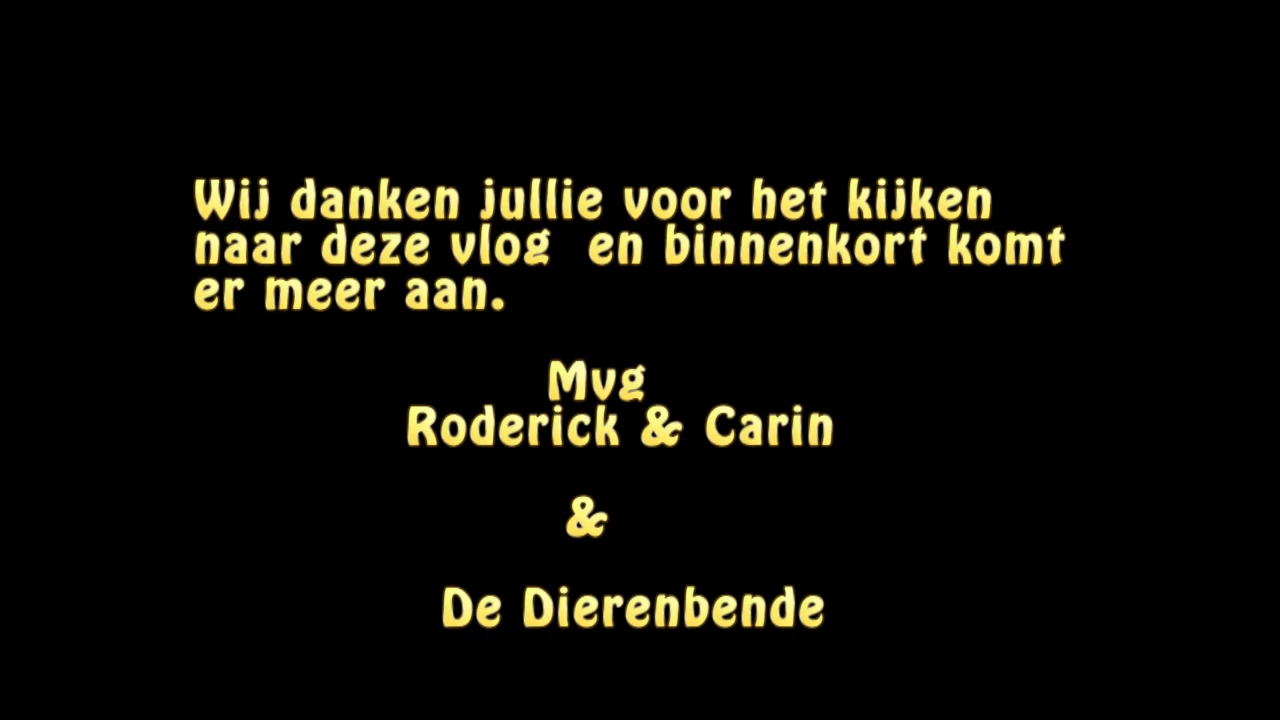 Wij danken jullie voor het kijken
naar deze vlog  en binnenkort komt
er meer aan.
Mvg
Roderick & Carin
&
De Dierenbende